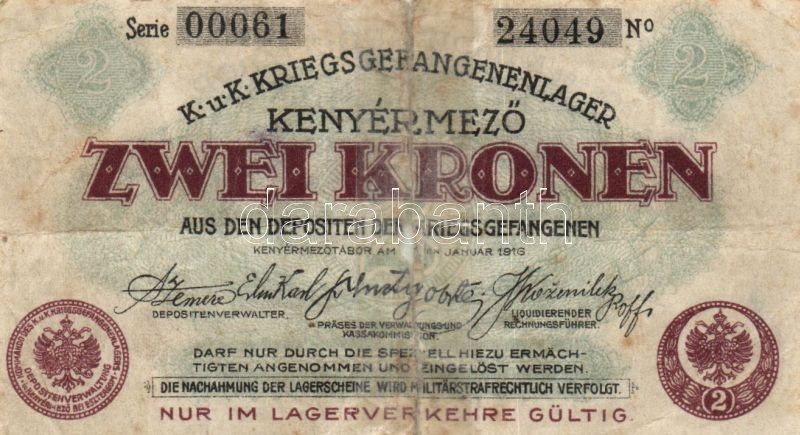 Serie 00061 24049 No
2 2
K.u.K. KRIEGSGEFANGENENLAGER
KENYÉRMEZŐ
ZWEI KRONEN
AUS DEN DEPOSITEN DER KRIEGSGEFANGENEN
darabanth
KENYÉRMEZŐTÁBOR AM JANUAR 1916
DEPOSITENVERWALTER.
PRÄSES DER VERWALTUNGS-UND
KASSAKOMMISSION.
LIQUIDIERENDER
RECHNUNGSFÜHRER.
DARF NUR DURCH DIE SPEZIELL HIEZU ERMÄCH-
TIGTEN ANGENOMMEN UND EINGELÖST WERDEN.
DIE NACHAHMUNG DER LAGERSCHEINE WIRD MILITÄRSTRAFRECHTLICH VERFOLGT.
NUR IM LAGERVERKEHRE GÜLTIG.
DEPOSITENVERWALTUNG
2